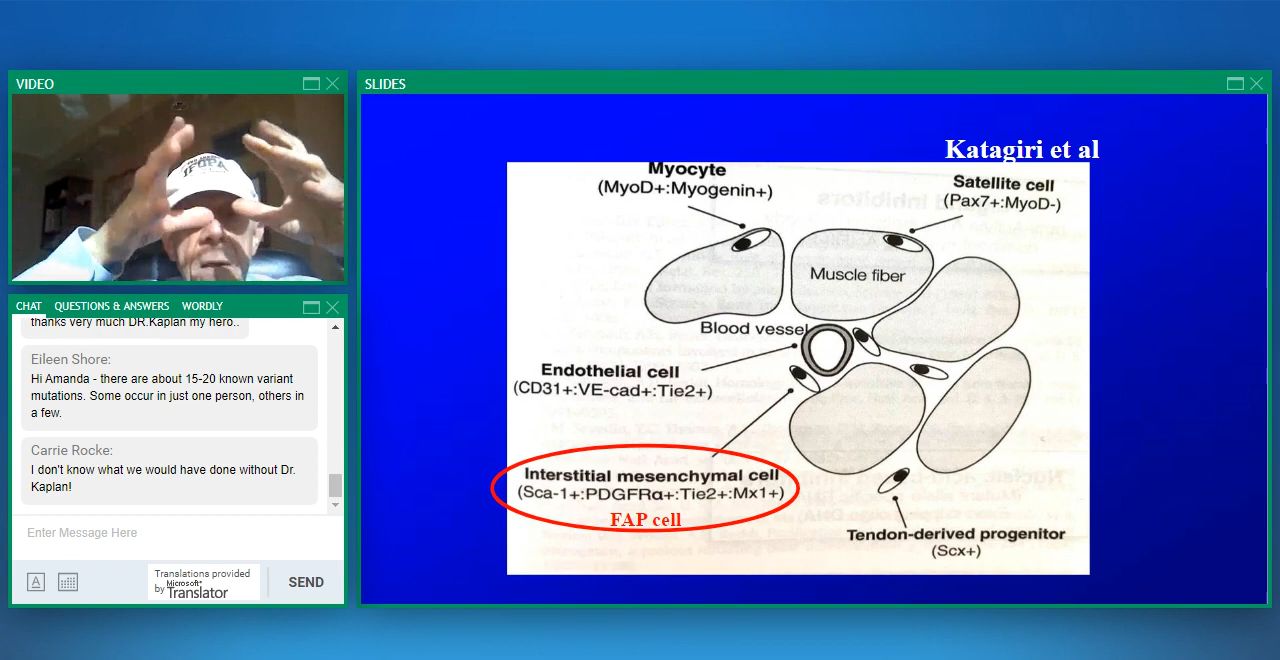 VIDEO
IFOPA
CHAT QUESTIONS & ANSWERS WORDLY
thanks very much DR.Kaplan my hero..
Eileen Shore:
Hi Amanda - there are about 15-20 known variant
mutations. Some occur in just one person, others in
a few.
Carrie Rocke:
I don't know what we would have done without Dr.
Kaplan!
Enter Message Here
A
Translations provided
by Microsoft®
Translator
SEND
SLIDES
Katagiri et al
Myocyte
(MyoD+:Myogenin+)
Satellite cell
(Pax7+:MyoD-)
Muscle fiber
Blood vessel
Endothelial cell
(CD31+:VE-cad+:Tie2+)
Interstitial mesenchymal cell
(Sca-1+:PDGFRα+:Tie2+:Mx1+)
FAP cell
Tendon-derived progenitor
(Scx+)